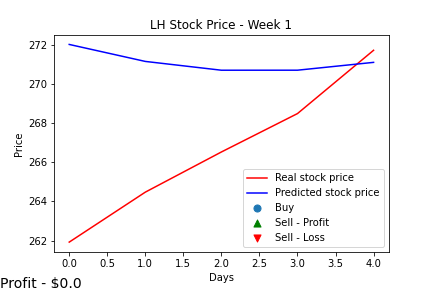 LH Stock Price - Week 1
272
270
268
266
264
262
Price
0.0 0.5 1.0 1.5 2.0 2.5 3.0 3.5 4.0
Days
Real stock price
Predicted stock price
Buy
Sell - Profit
Sell - Loss
Profit - $0.0